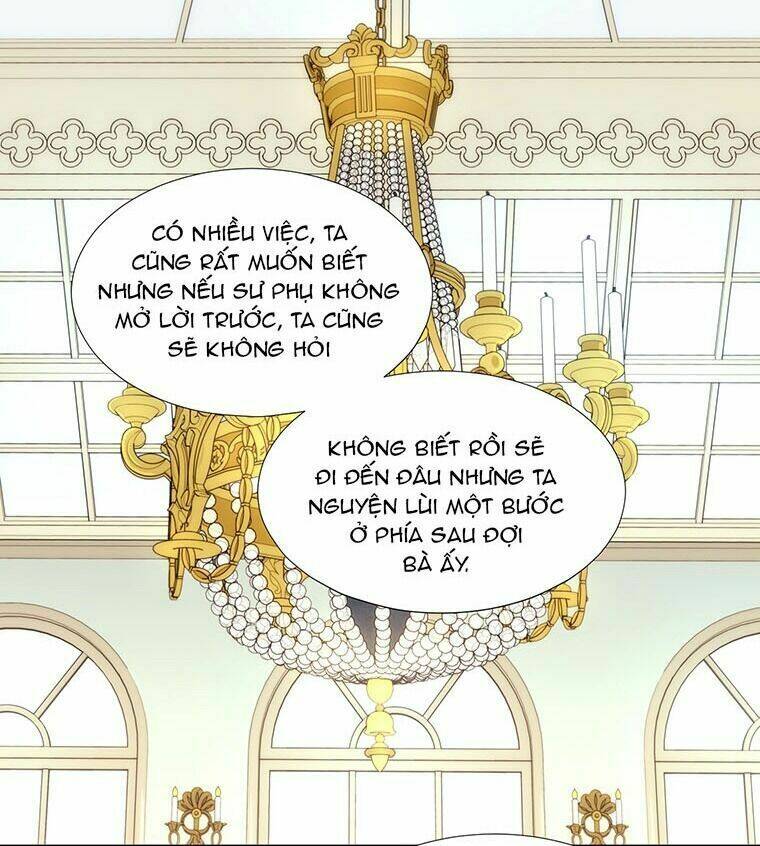 CÓ NHIỀU VIỆC, TA
CŨNG RẤT MUỐN BIẾT
NHƯNG NẾU SƯ PHỤ KHÔNG
MỞ LỜI TRƯỚC, TA CŨNG
SẼ KHÔNG HỎI
KHÔNG BIẾT RỒI SẼ
ĐI ĐẾN ĐÂU NHƯNG TA
NGUYỆN LÙI MỘT BƯỚC
Ở PHÍA SAU ĐỢI
BÀ ẤY.